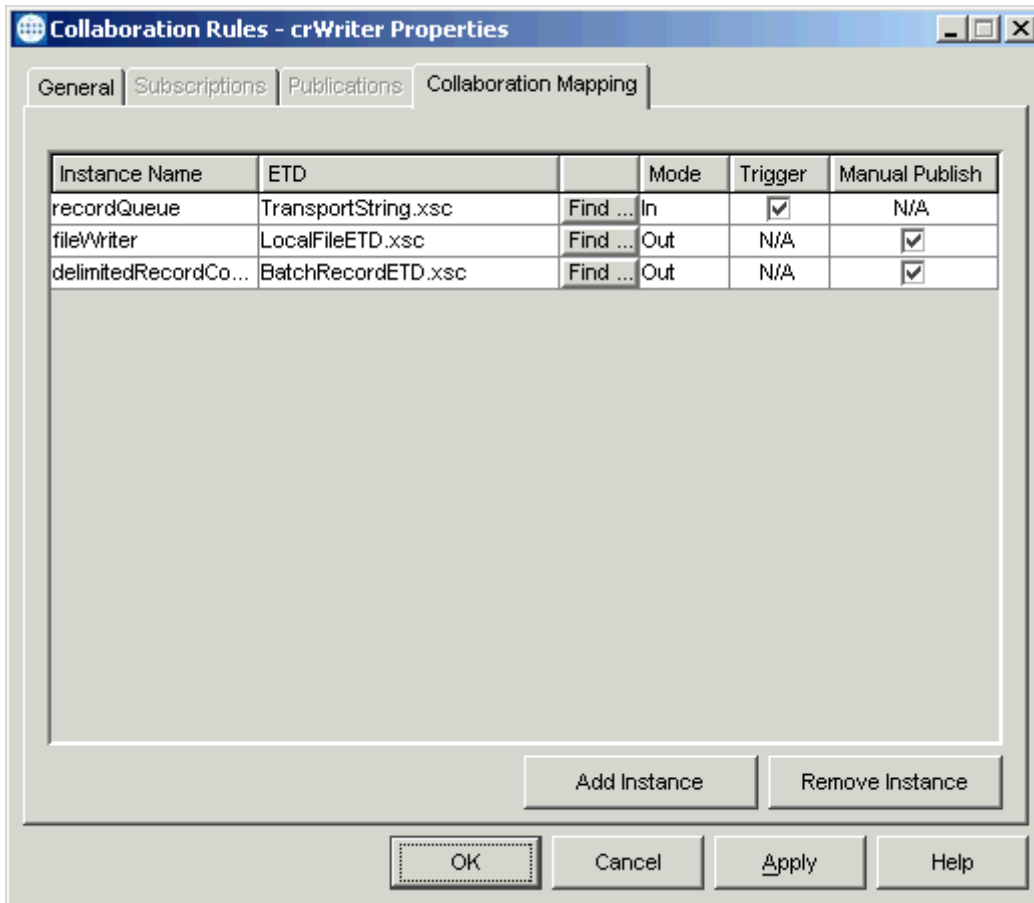 Collaboration Rules - crWriter Properties
General Subscriptions Publications Collaboration Mapping
Instance Name ETD Mode Trigger Manual Publish
recordQueue TransportString.xsc Find ... In N/A
fileWriter LocalFileETD.xsc Find ... Out N/A
delimitedRecordCo... BatchRecordETD.xsc Find ... Out N/A
Add Instance Remove Instance
OK Cancel Apply Help